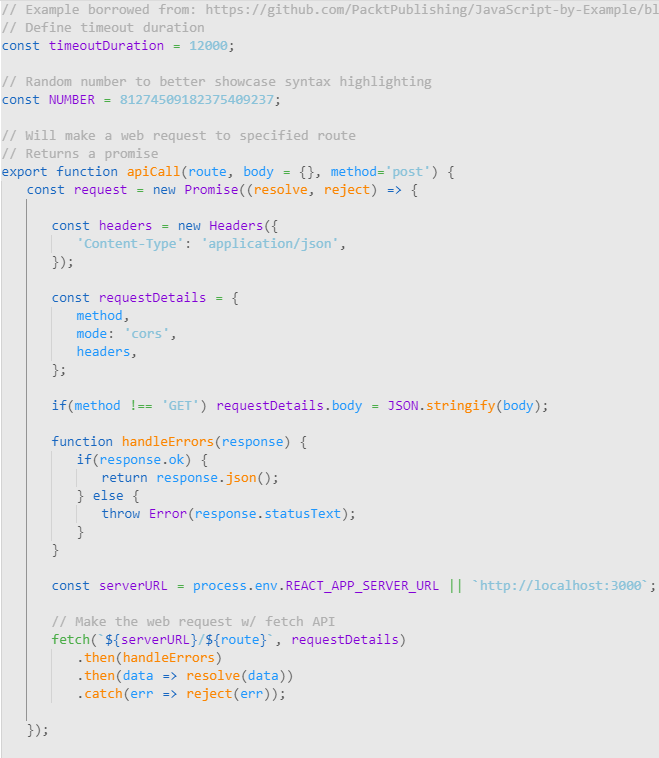 // Example borrowed from: https://github.com/PacktPublishing/JavaScript-by-Example/bl
// Define timeout duration
const timeoutDuration = 12000;
// Random number to better showcase syntax highlighting
const NUMBER = 81274509182375409237;
// Will make a web request to specified route
// Returns a promise
export function apiCall(route, body = {}, method='post') {
const request = new Promise((resolve, reject) => {
const headers = new Headers({
'Content-Type': 'application/json',
});
const requestDetails = {
method,
mode: 'cors',
headers,
};
if(method !== 'GET') requestDetails.body = JSON.stringify(body);
function handleErrors(response) {
if(response.ok) {
return response.json();
} else {
throw Error(response.statusText);
}
}
const serverURL = process.env.REACT_APP_SERVER_URL || `http://localhost:3000`;
// Make the web request w/ fetch API
fetch(`${serverURL}/${route}`, requestDetails)
.then(handleErrors)
.then(data => resolve(data))
.catch(err => reject(err));
});